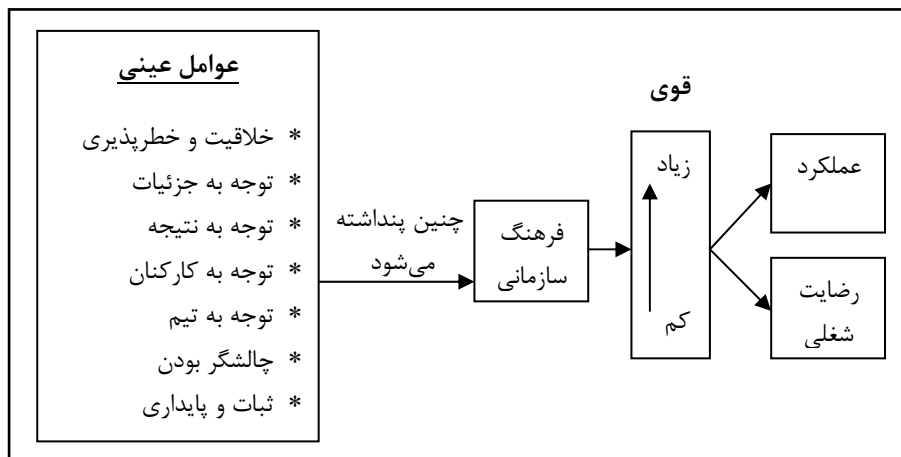 عوامل عینی
* خلاقیت و خطرپذیری
* توجه به جزئیات
* توجه به نتیجه
* توجه به کارکنان
* توجه به تیم
* چالشگر بودن
* ثبات و پایداری
چنین پنداشته
می‌شود
فرهنگ
سازمانی
قوی
زیاد
کم
عملکرد
رضایت
شغلی